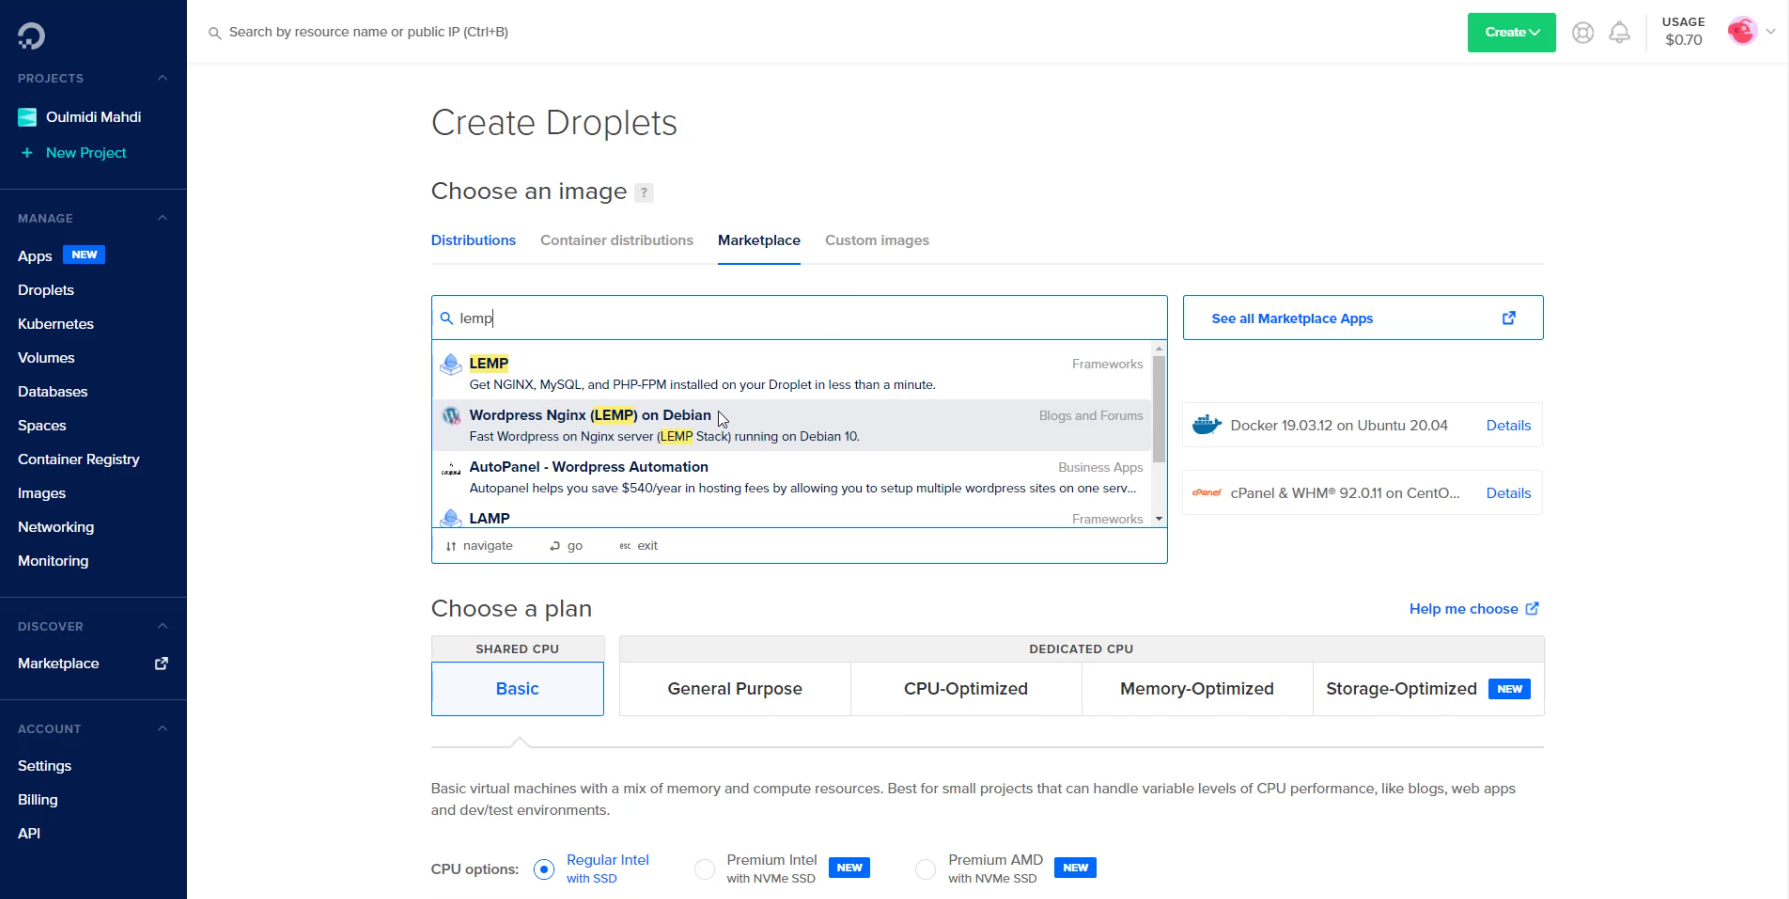 Search by resource name or public IP (Ctrl+B)
Create
USAGE
$0.70
PROJECTS
Oulmidi Mahdi
+ New Project
MANAGE
Apps NEW
Droplets
Kubernetes
Volumes
Databases
Spaces
Container Registry
Images
Networking
Monitoring
DISCOVER
Marketplace
ACCOUNT
Settings
Billing
API
Create Droplets
Choose an image ?
Distributions Container distributions Marketplace Custom images
lemp
See all Marketplace Apps
LEMP Frameworks
Get NGINX, MySQL, and PHP-FPM installed on your Droplet in less than a minute.
Wordpress Nginx (LEMP) on Debian Blogs and Forums
Fast Wordpress on Nginx server (LEMP Stack) running on Debian 10.
AutoPanel - Wordpress Automation Business Apps
Autopanel helps you save $540/year in hosting fees by allowing you to setup multiple wordpress sites on one serv...
LAMP Frameworks
navigate go esc exit
Docker 19.03.12 on Ubuntu 20.04 Details
cPanel cPanel & WHM® 92.0.11 on CentO... Details
Choose a plan
Help me choose
SHARED CPU
DEDICATED CPU
Basic
General Purpose
CPU-Optimized
Memory-Optimized
Storage-Optimized NEW
Basic virtual machines with a mix of memory and compute resources. Best for small projects that can handle variable levels of CPU performance, like blogs, web apps
and dev/test environments.
CPU options:
Regular Intel
with SSD
Premium Intel
with NVMe SSD
NEW
Premium AMD
with NVMe SSD
NEW